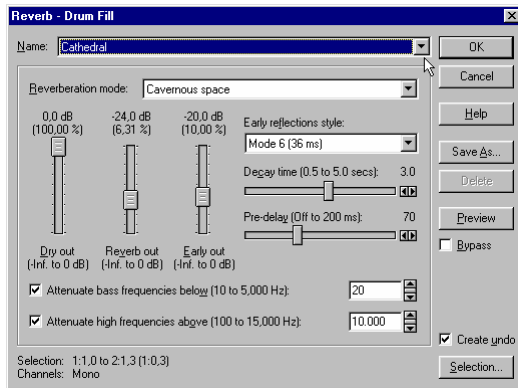 Reverb - Drum Fill
Name: Cathedral
OK
Cancel
Help
Save As...
Delete
Preview
Bypass
Reverberation mode: Cavernous space
0,0 dB -24,0 dB -20,0 dB
(100,00 %) (6,31 %) (10,00 %)
Early reflections style:
Mode 6 (36 ms)
Decay time (0.5 to 5.0 secs): 3.0
Pre-delay (Off to 200 ms): 70
Dry out Reverb out Early out
(-Inf. to 0 dB) (-Inf. to 0 dB) (-Inf. to 0 dB)
Attenuate bass frequencies below (10 to 5,000 Hz): 20
Attenuate high frequencies above (100 to 15,000 Hz): 10.000
Create undo
Selection: 1:1,0 to 2:1,3 (1:0,3)
Channels: Mono
Selection...